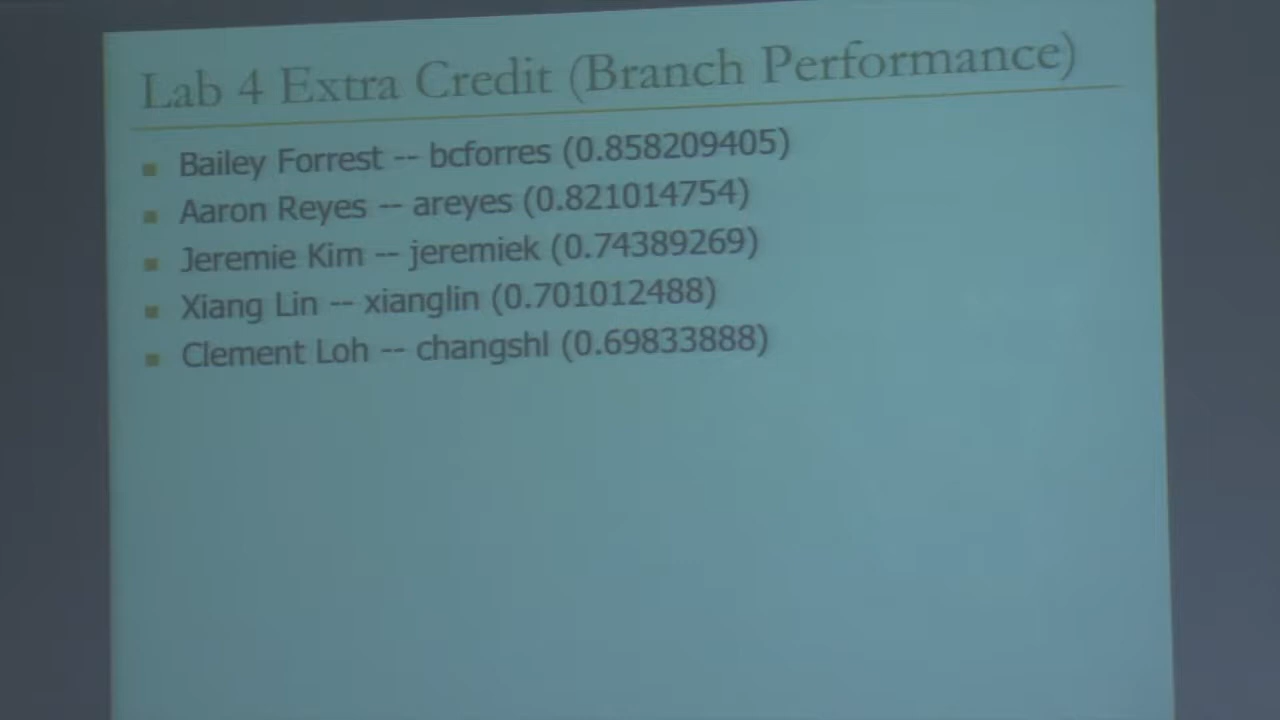 Lab 4 Extra Credit (Branch Performance)
Bailey Forrest -- bcforres (0.858209405)
Aaron Reyes -- areyes (0.821014754)
Jeremie Kim -- jeremiek (0.74389269)
Xiang Lin -- xianglin (0.701012488)
Clement Loh -- changshl (0.69833888)